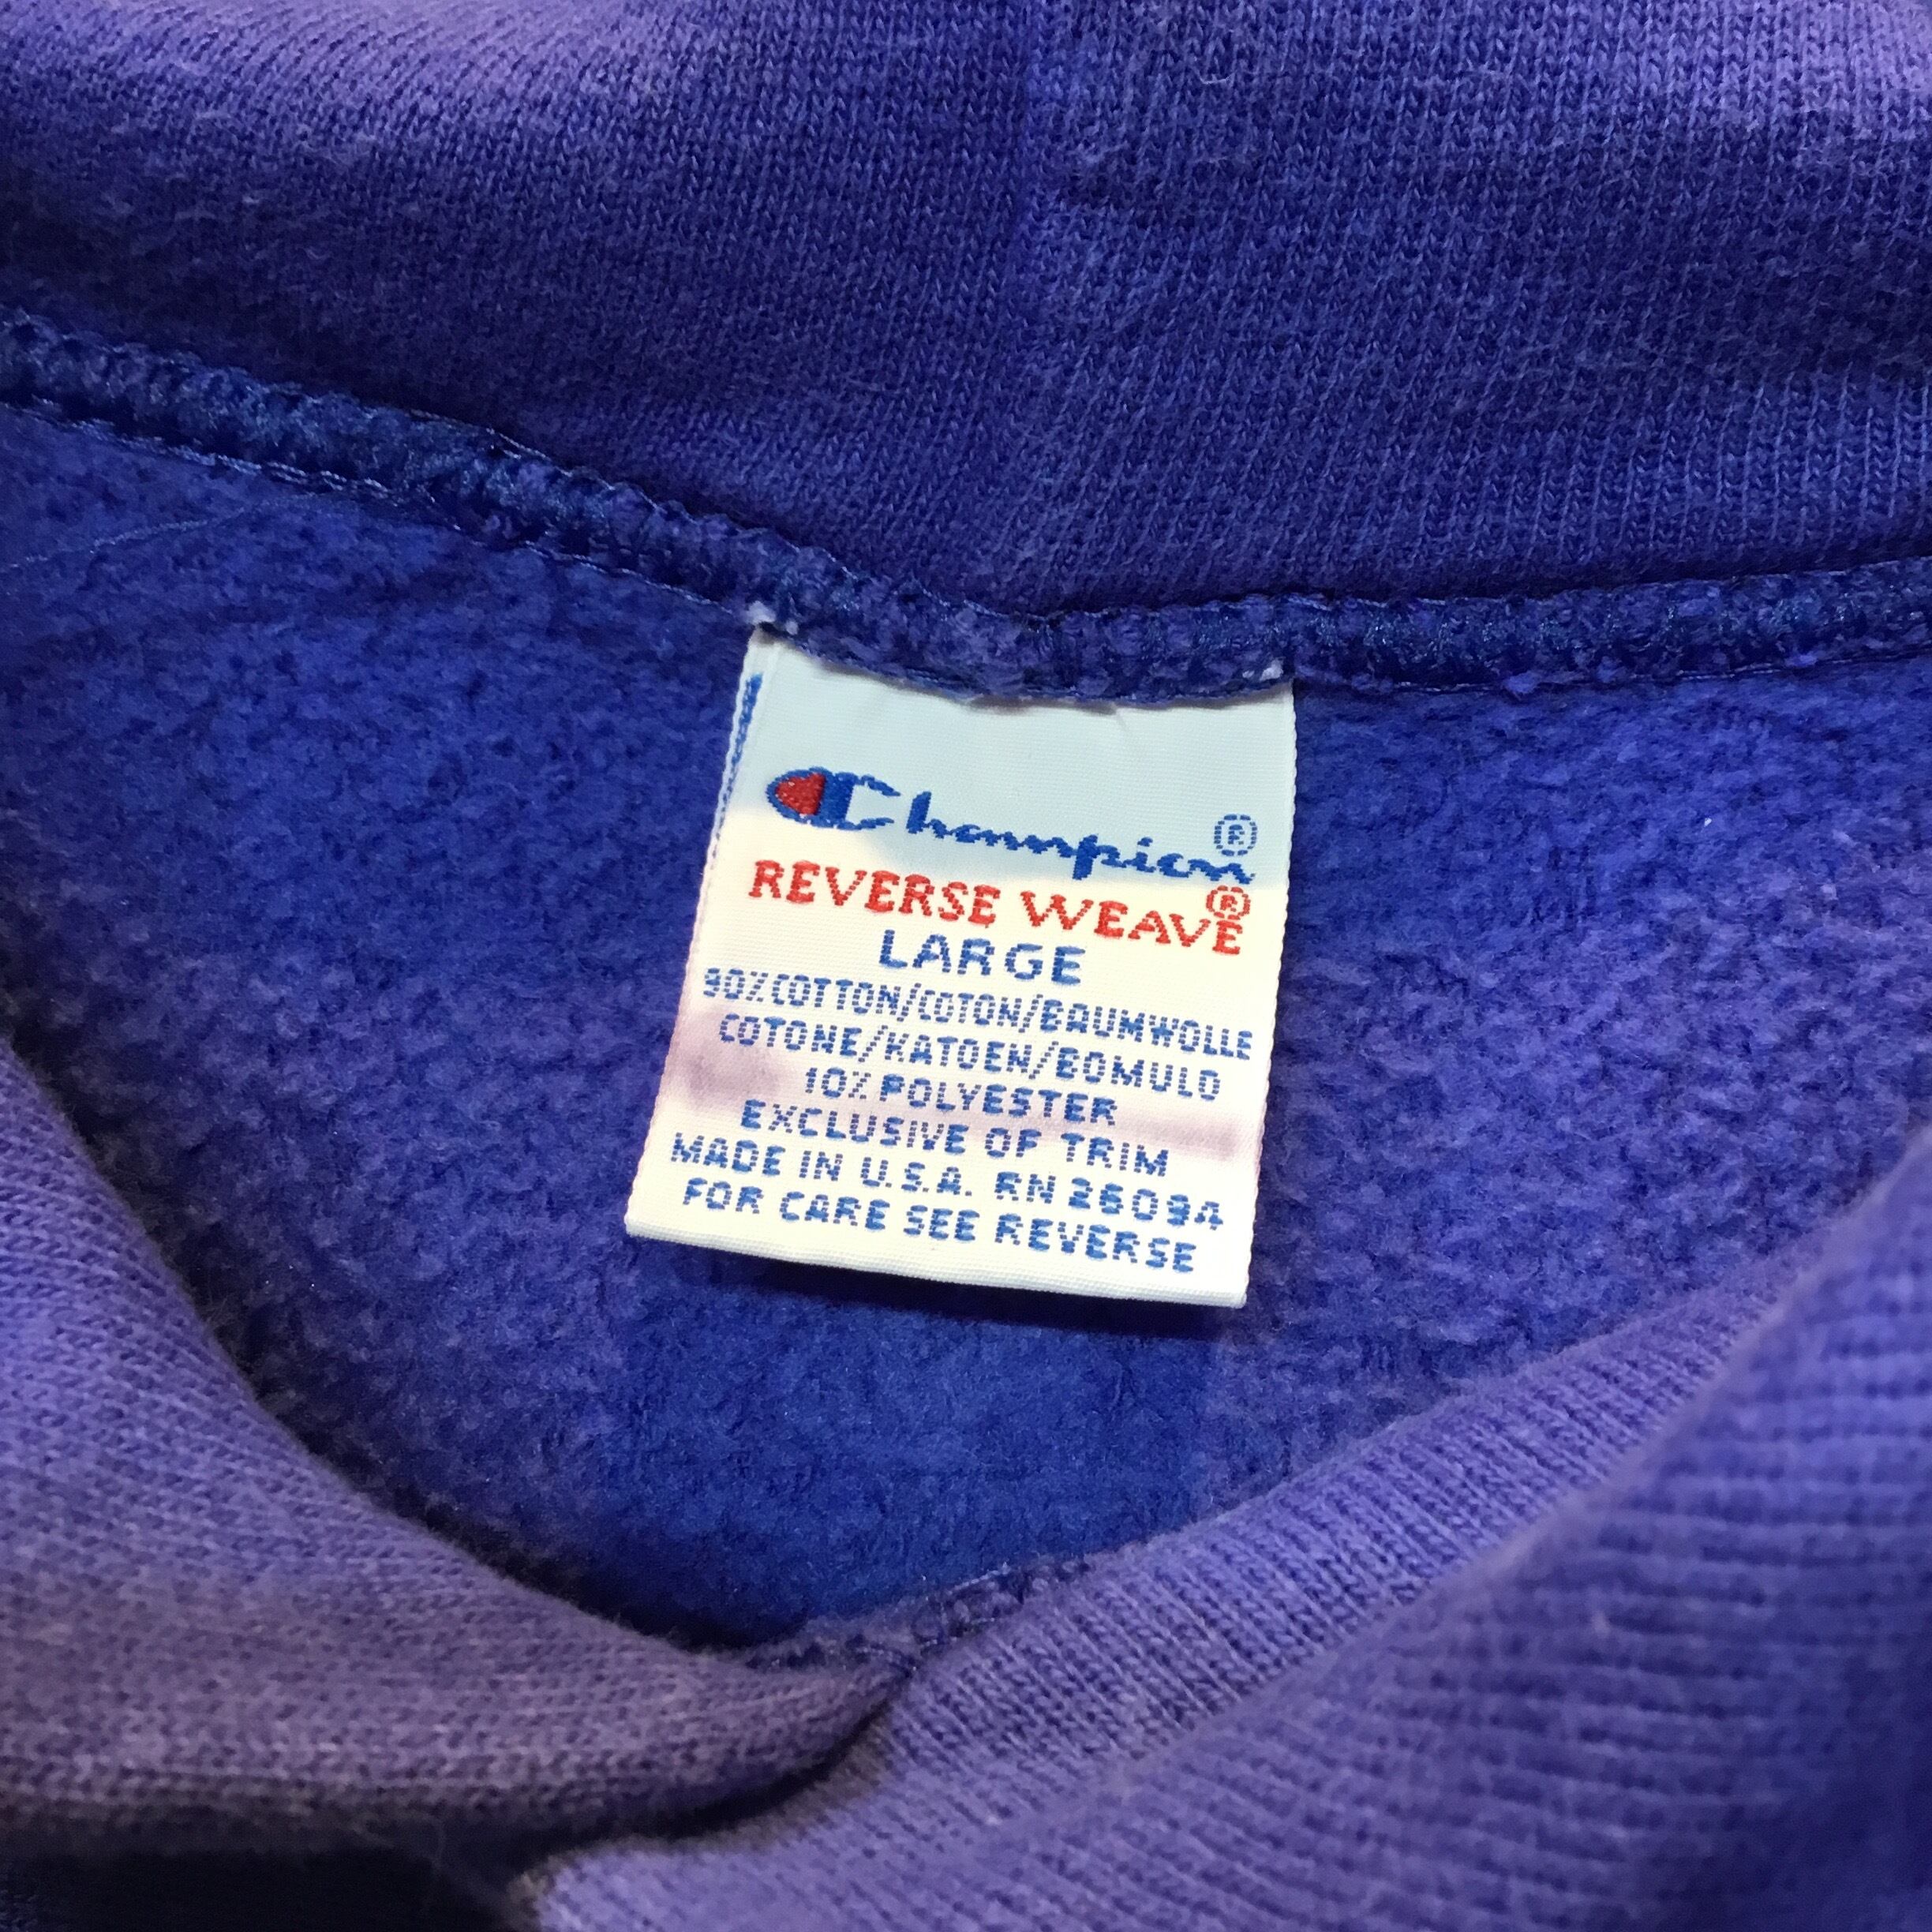 Champion®
REVERSE WEAVE®
LARGE
90% COTTON/COTON/BAUMWOLLE
COTONE/KATOEN/BOMULD
10% POLYESTER
EXCLUSIVE OF TRIM
MADE IN U.S.A. RN 26094
FOR CARE SEE REVERSE